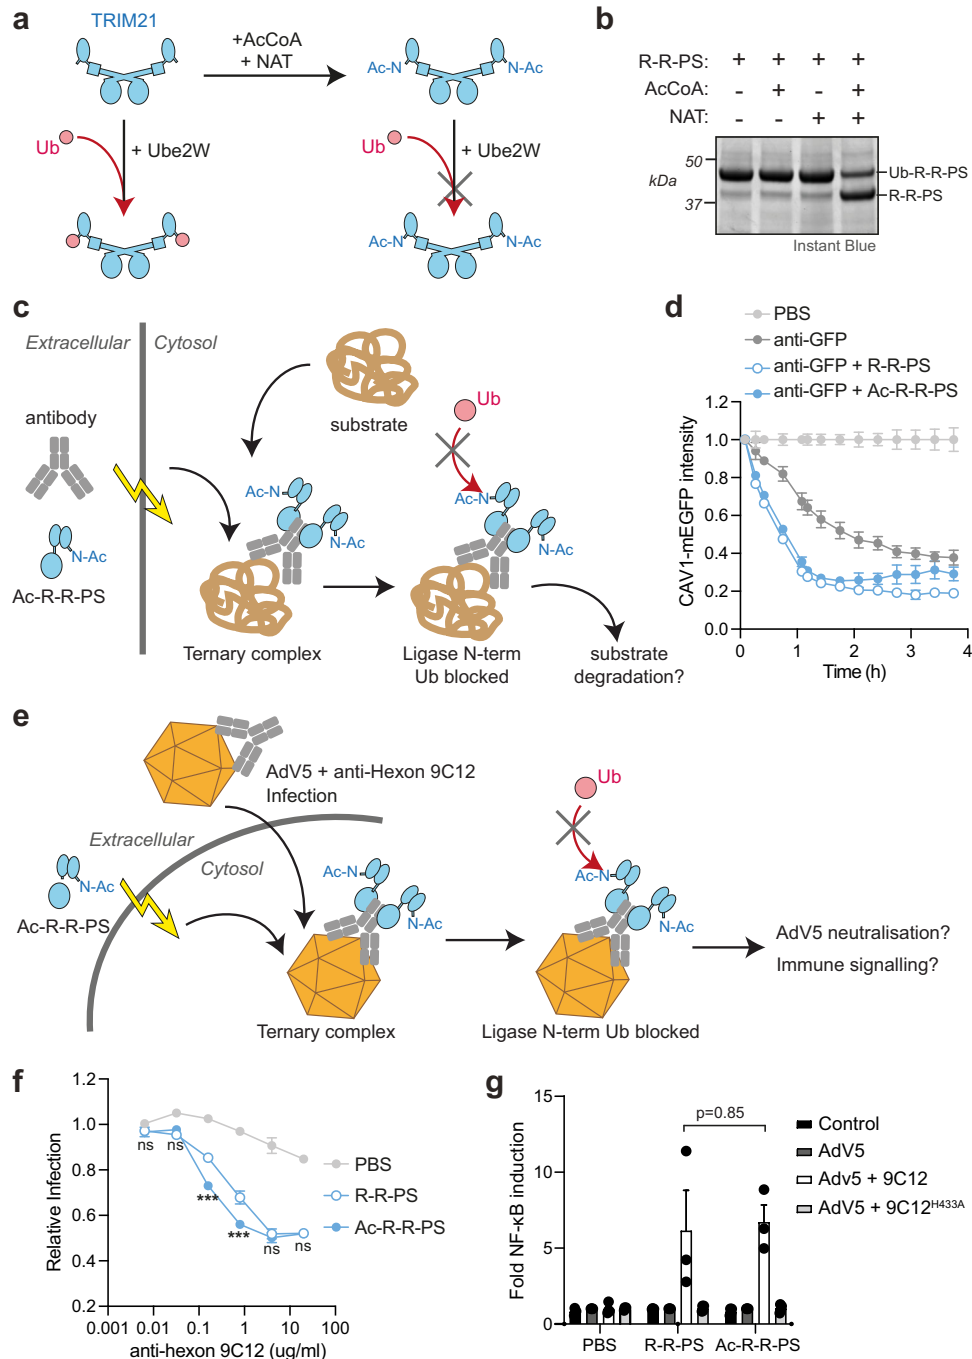 a
TRIM21
+AcCoA
+ NAT
Ac-N
N-Ac
Ub
+ Ube2W
Ub
+ Ube2W
Ac-N
N-Ac
b
R-R-PS: + + + +
AcCoA: - + - +
NAT: - - + +
50
kDa
37
Ub-R-R-PS
R-R-PS
Instant Blue
c
Extracellular
Cytosol
antibody
N-Ac
Ac-R-R-PS
substrate
Ac-N
N-Ac
Ternary complex
Ub
Ac-N
N-Ac
Ligase N-term
Ub blocked
substrate
degradation?
d
PBS
anti-GFP
anti-GFP + R-R-PS
anti-GFP + Ac-R-R-PS
CAV1-mEGFP intensity
1.2
1.0
0.8
0.6
0.4
0.2
0.0
0 1 2 3 4
Time (h)
e
AdV5 + anti-Hexon 9C12
Infection
Extracellular
Cytosol
N-Ac
Ac-R-R-PS
Ac-N
N-Ac
Ternary complex
Ub
Ac-N
N-Ac
Ligase N-term Ub blocked
AdV5 neutralisation?
Immune signalling?
f
Relative Infection
1.0
0.8
0.6
0.4
0.2
ns
ns
***
***
ns
ns
PBS
R-R-PS
Ac-R-R-PS
0.001 0.01 0.1 1 10 100
anti-hexon 9C12 (ug/ml)
g
Fold NF-κB induction
15
10
5
0
p=0.85
Control
AdV5
Adv5 + 9C12
AdV5 + 9C12H433A
PBS
R-R-PS
Ac-R-R-PS